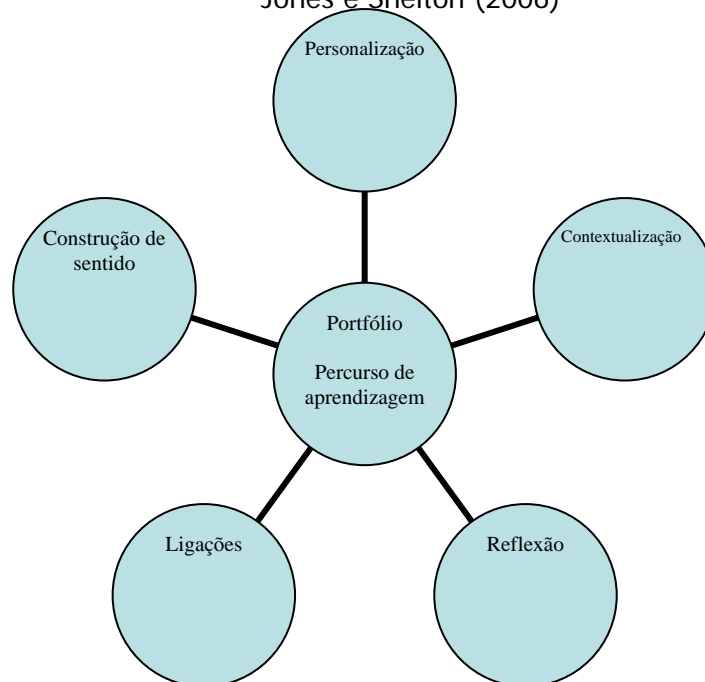 Jones e Shelton (2006)
Personalização
Construção de
sentido
Contextualização
Portfólio
Percurso de
aprendizagem
Ligações
Reflexão